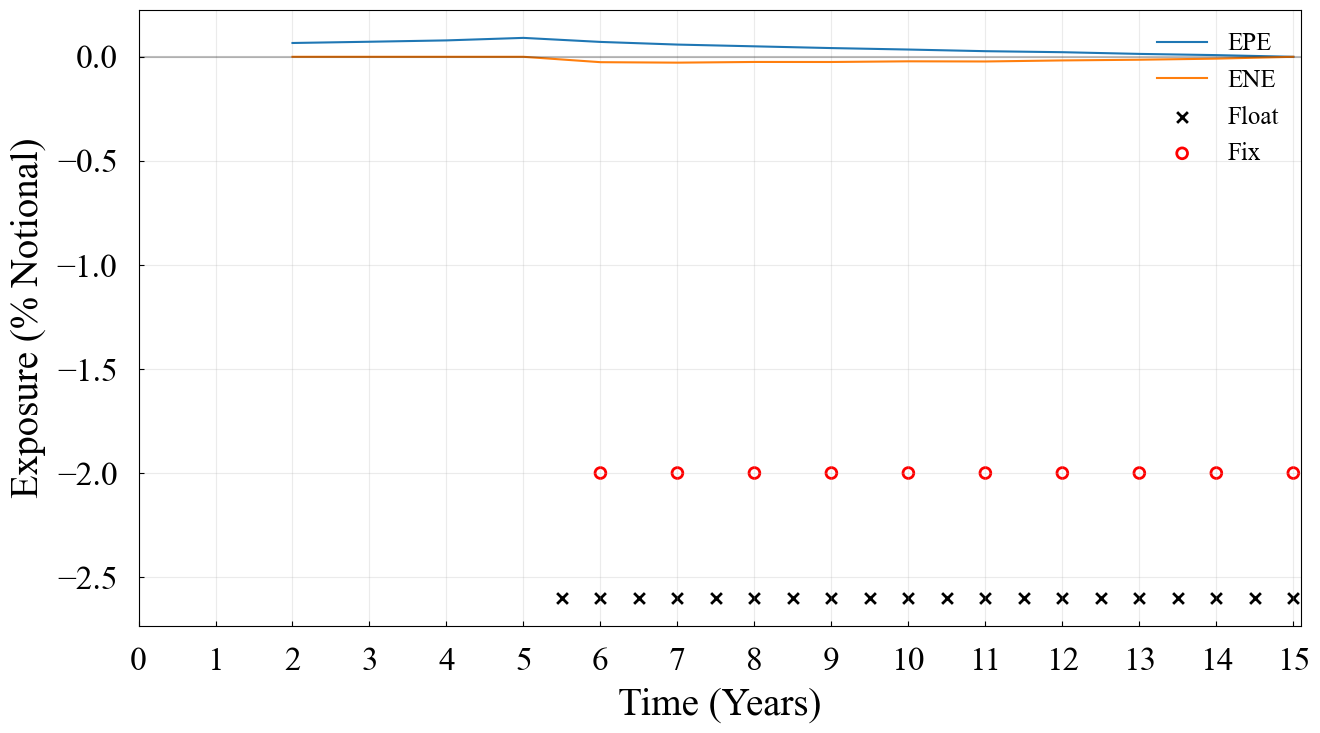 EPE
ENE
Float
Fix
0.0
−0.5
−1.0
−1.5
−2.0
−2.5
Exposure (% Notional)
0 1 2 3 4 5 6 7 8 9 10 11 12 13 14 15
Time (Years)